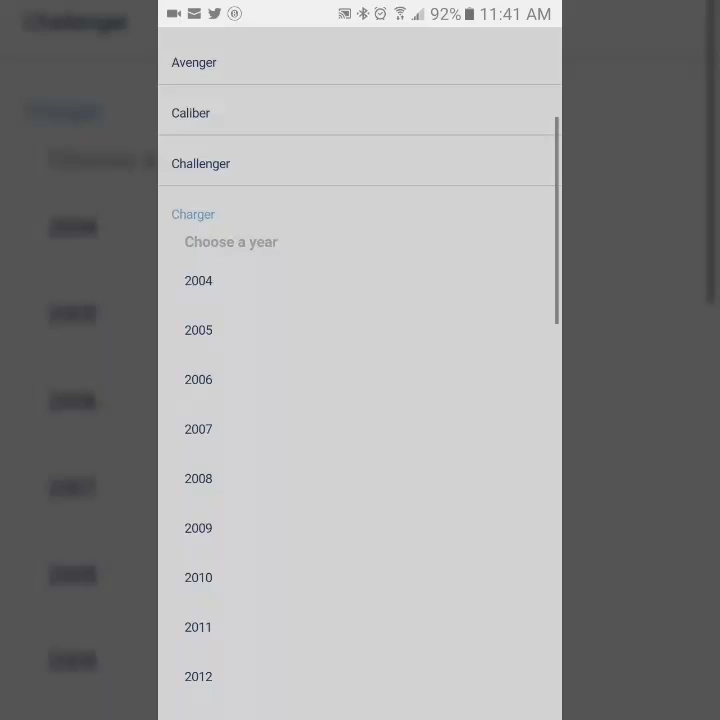 92% 11:41 AM
Avenger
Caliber
Challenger
Charger
Choose a year
2004
2005
2006
2007
2008
2009
2010
2011
2012